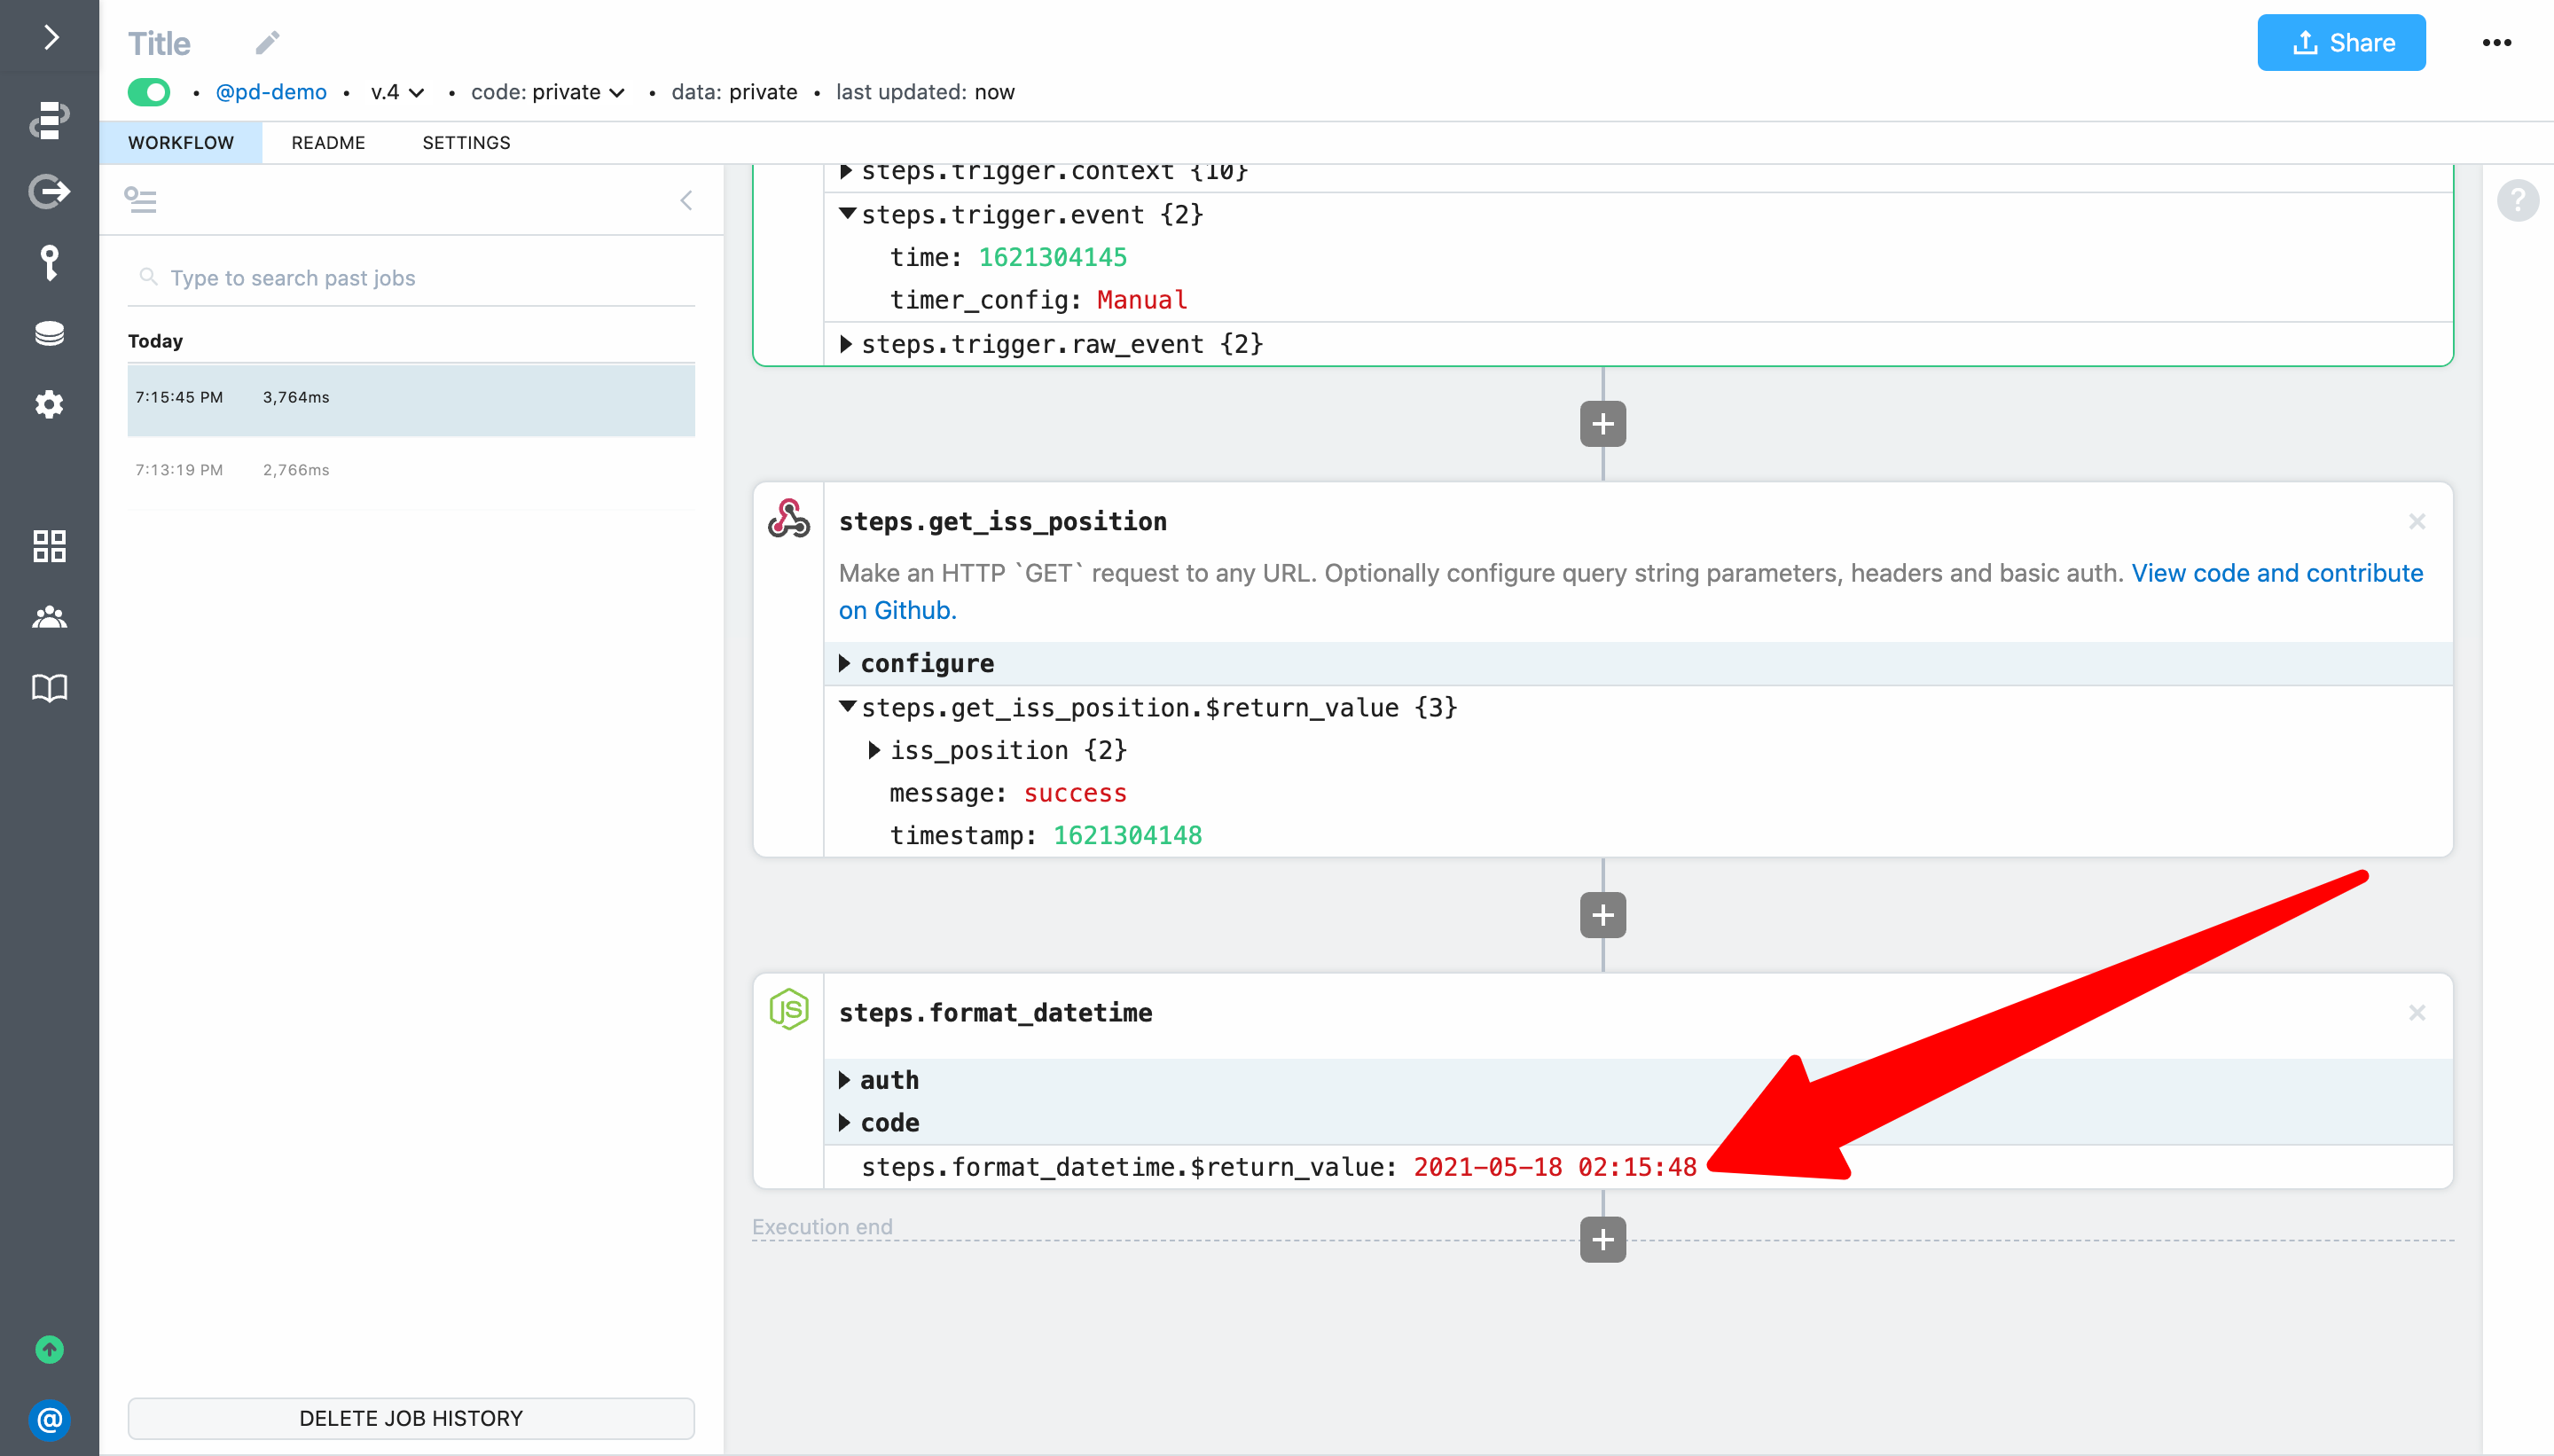 Title
Share
• @pd-demo • v.4 • code: private • data: private • last updated: now
WORKFLOW README SETTINGS
Type to search past jobs
Today
7:15:45 PM 3,764ms
7:13:19 PM 2,766ms
DELETE JOB HISTORY
steps.trigger.context {10}
steps.trigger.event {2}
time: 1621304145
timer_config: Manual
steps.trigger.raw_event {2}
steps.get_iss_position
Make an HTTP `GET` request to any URL. Optionally configure query string parameters, headers and basic auth. View code and contribute
on Github.
configure
steps.get_iss_position.$return_value {3}
iss_position {2}
message: success
timestamp: 1621304148
JS
steps.format_datetime
auth
code
steps.format_datetime.$return_value: 2021-05-18 02:15:48
Execution end
?
@